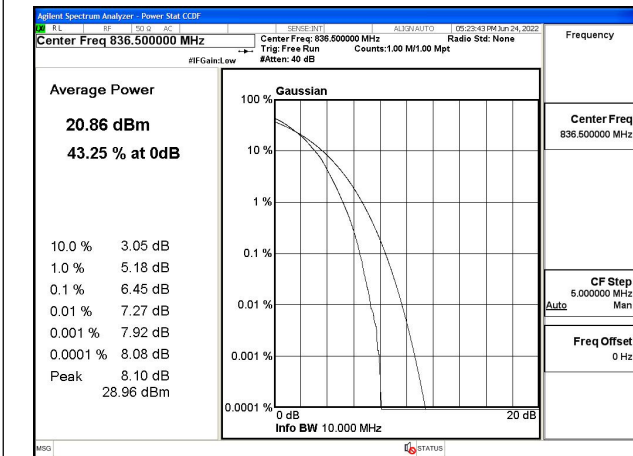 Agilent Spectrum Analyzer - Power Stat CCDF
RL RF 50 Ω AC SENSE:INT ALIGNAUTO 05:23:43 PM Jun 24, 2022
Center Freq 836.500000 MHz
Center Freq: 836.500000 MHz Radio Std: None
Trig: Free Run Counts:1.00 M/1.00 Mpt
#IFGain:Low #Atten: 40 dB
Frequency
Average Power
20.86 dBm
43.25 % at 0dB
10.0 % 3.05 dB
1.0 % 5.18 dB
0.1 % 6.45 dB
0.01 % 7.27 dB
0.001 % 7.92 dB
0.0001 % 8.08 dB
Peak 8.10 dB
28.96 dBm
Gaussian
100 %
10 %
1 %
0.1 %
0.01 %
0.001 %
0.0001 %
0 dB 20 dB
Info BW 10.000 MHz
Center Freq
836.500000 MHz
CF Step
5.000000 MHz
Auto Man
Freq Offset
0 Hz
MSG STATUS